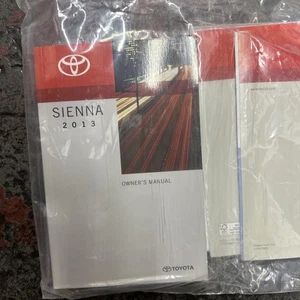 SIENNA
2013
OWNER'S MANUAL
TOYOTA